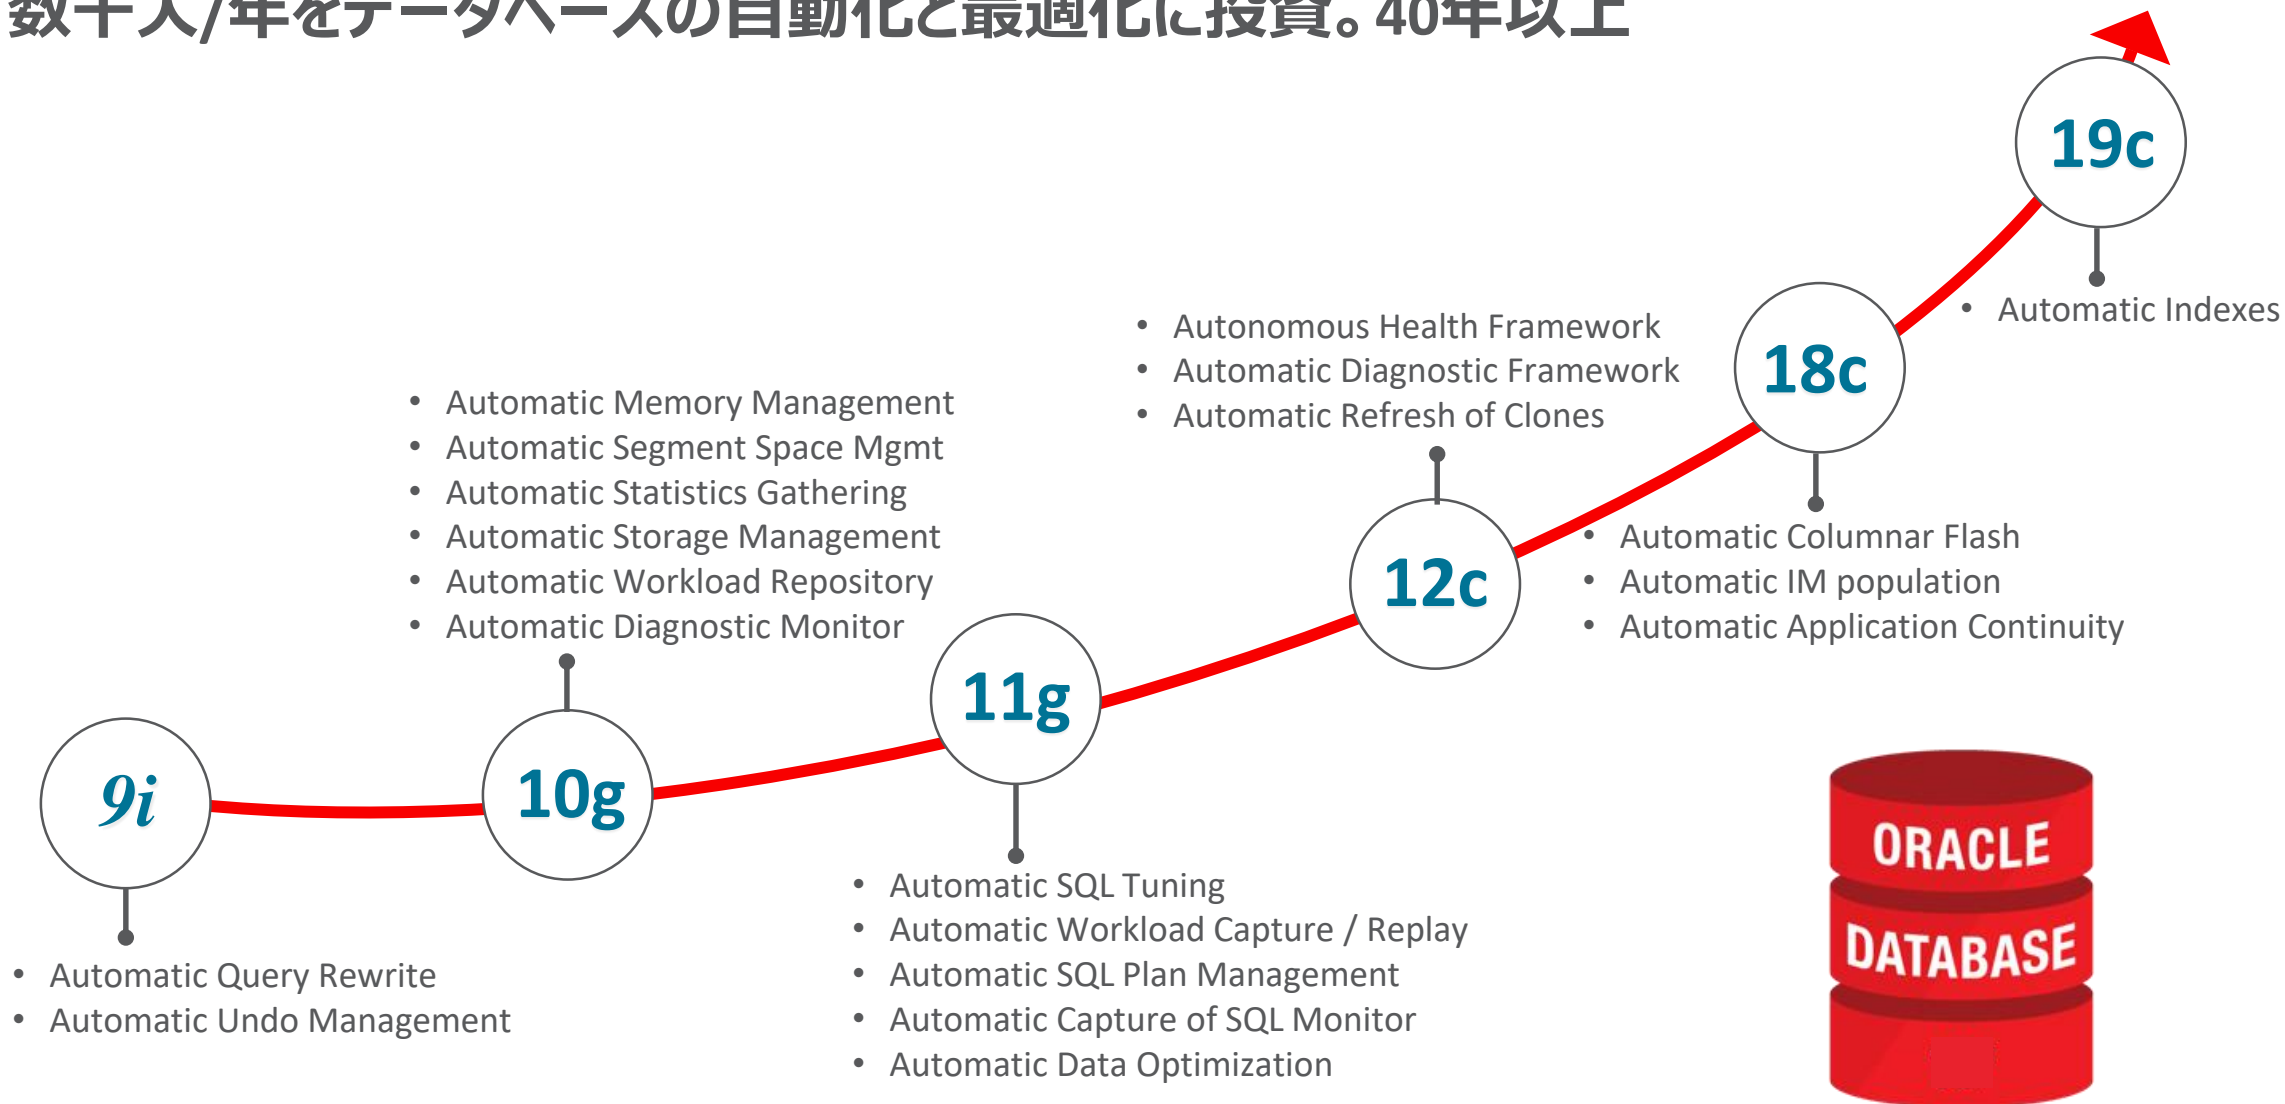 数千人/年をデータベースの自動化と最適化に投資。40年以上
19c
• Automatic Indexes
• Autonomous Health Framework
• Automatic Diagnostic Framework
• Automatic Refresh of Clones
18c
• Automatic Memory Management
• Automatic Segment Space Mgmt
• Automatic Statistics Gathering
• Automatic Storage Management
• Automatic Workload Repository
• Automatic Diagnostic Monitor
12c
• Automatic Columnar Flash
• Automatic IM population
• Automatic Application Continuity
11g
9i
10g
• Automatic Query Rewrite
• Automatic Undo Management
• Automatic SQL Tuning
• Automatic Workload Capture / Replay
• Automatic SQL Plan Management
• Automatic Capture of SQL Monitor
• Automatic Data Optimization
ORACLE
DATABASE